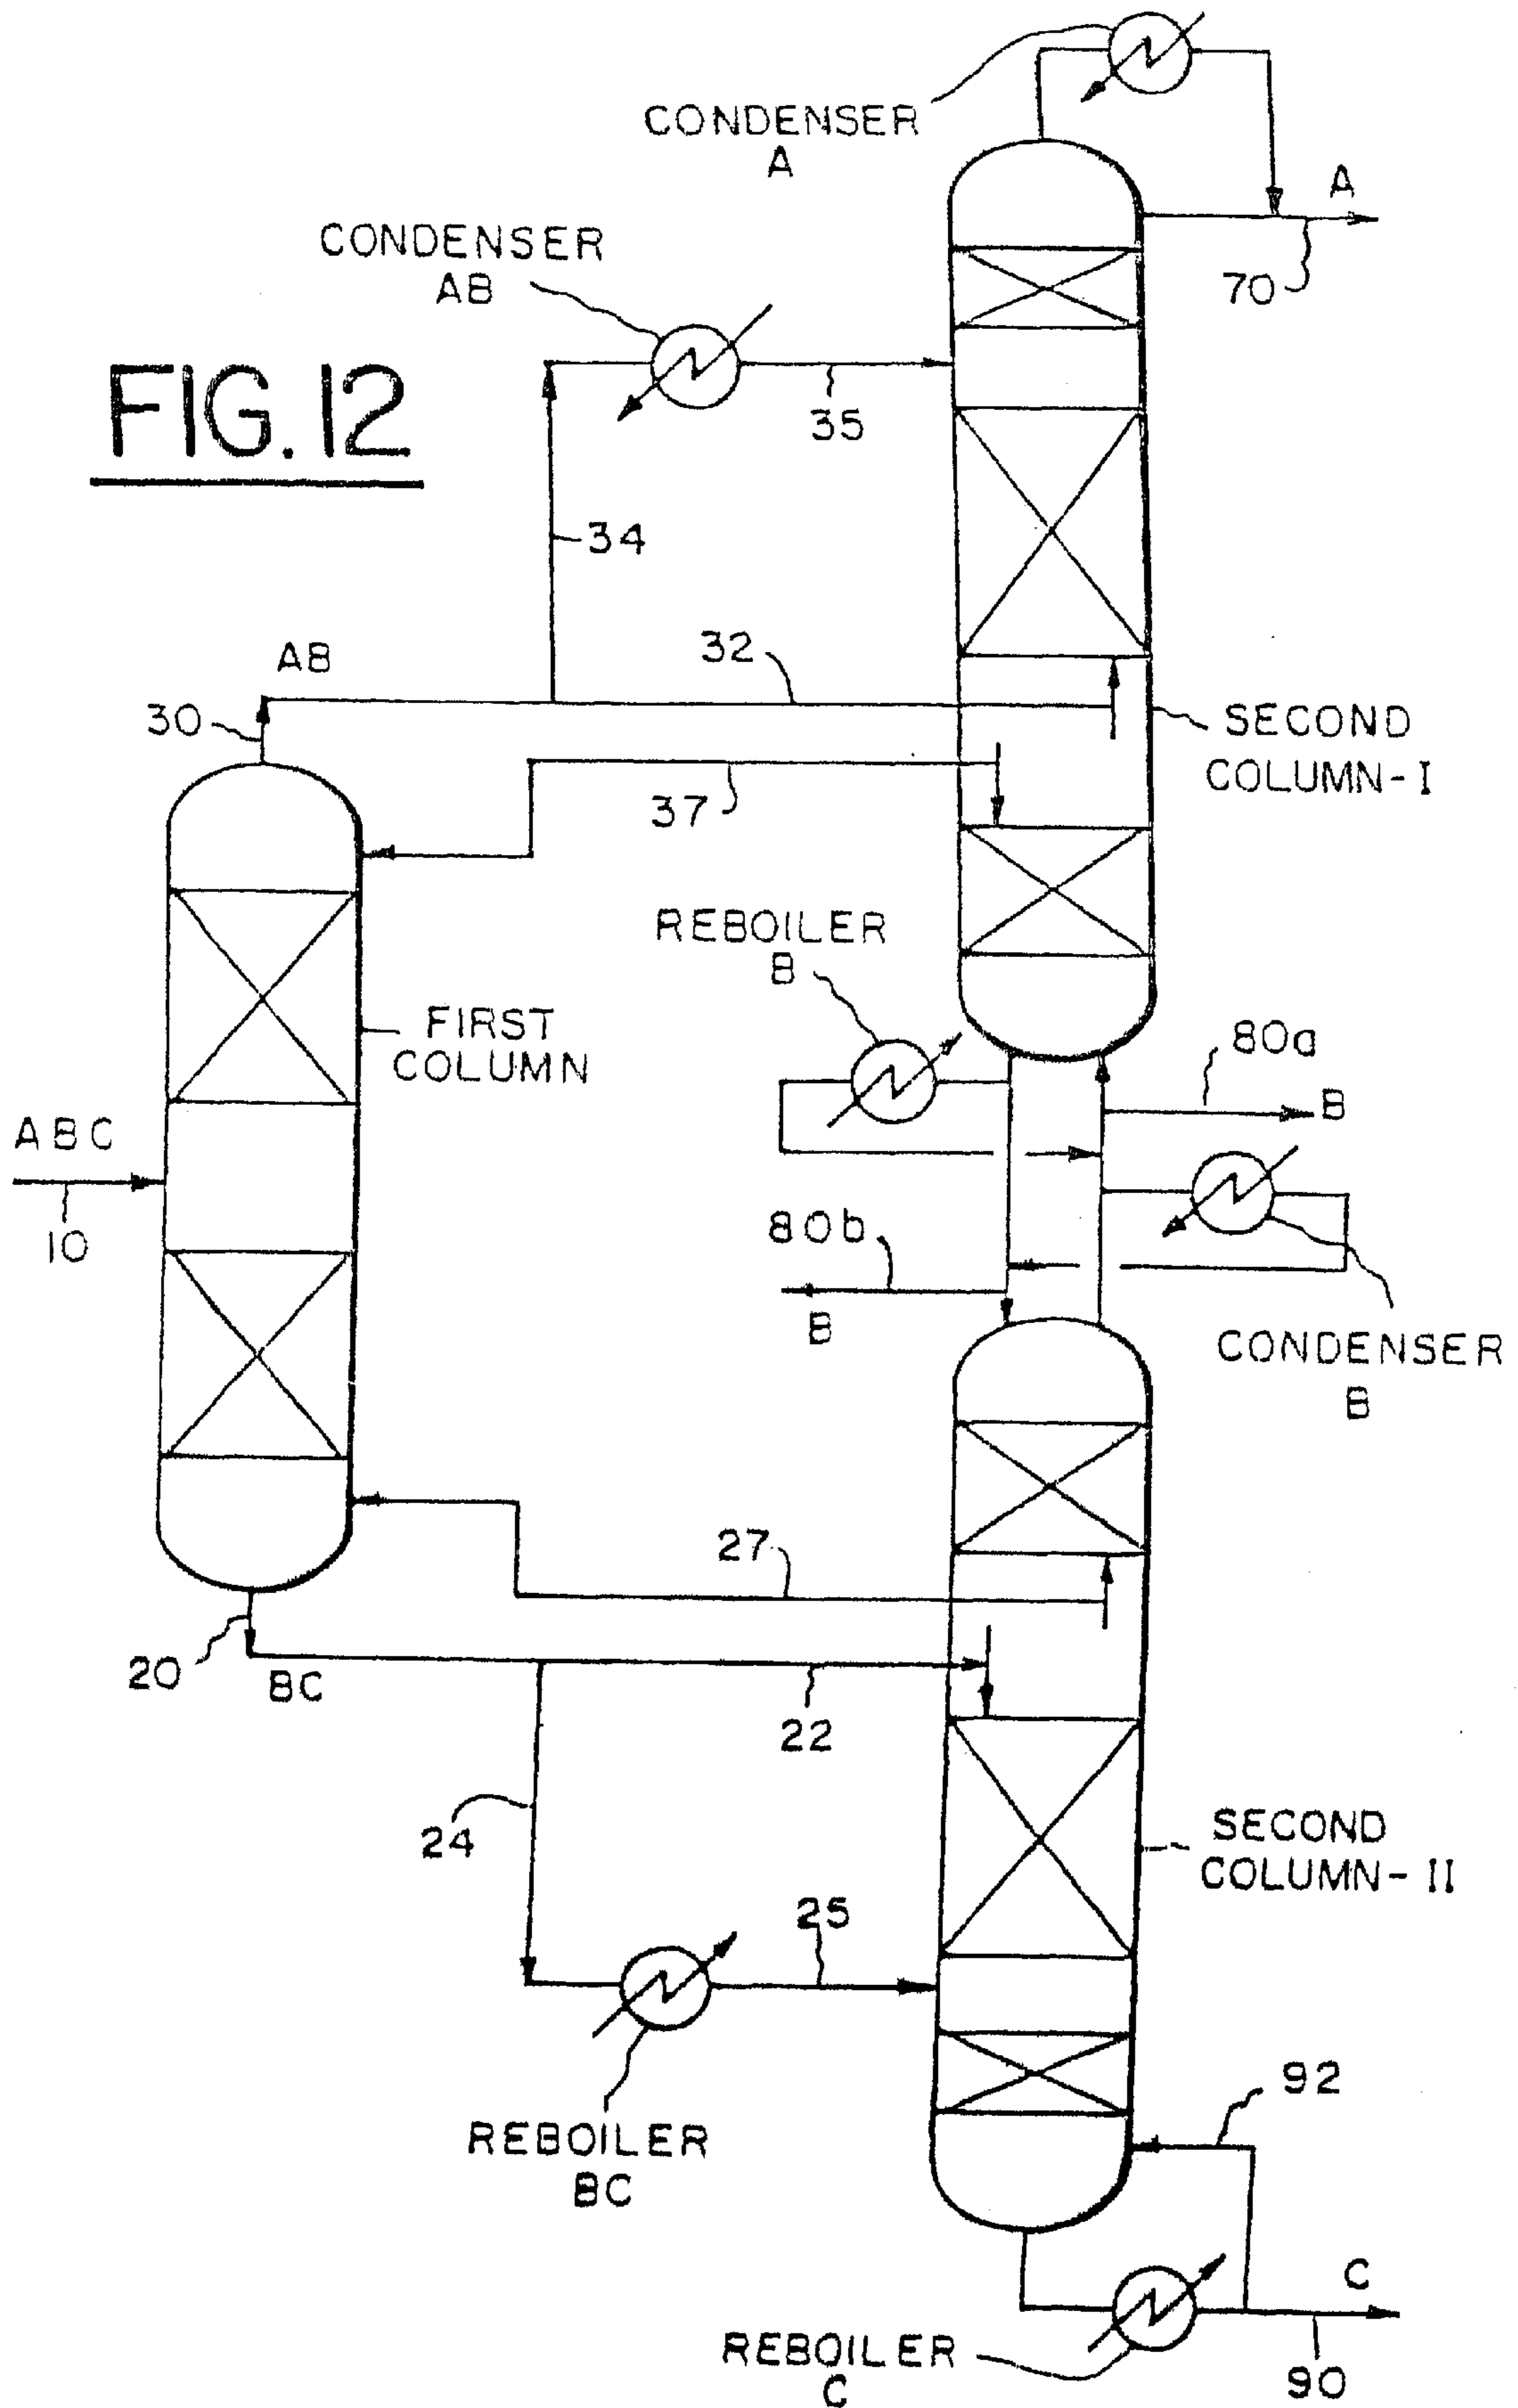 CONDENSER
A
A
70
CONDENSER
AB
35
FIG. 12
34
AB
32
30
SECOND
COLUMN-I
37
REBOILER
B
FIRST
COLUMN
80a
B
ABC
10
80b
B
CONDENSER
B
27
20
BC
22
24
SECOND
COLUMN-II
25
92
REBOILER
BC
C
REBOILER
C
90